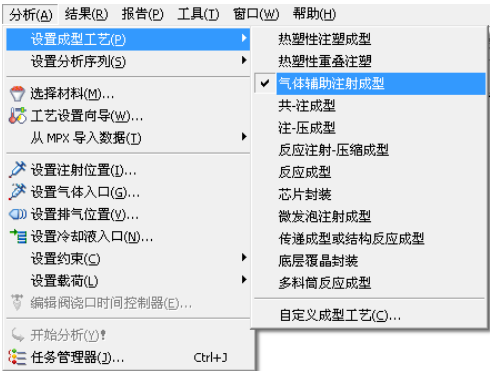 分析(A) 结果(R) 报告(P) 工具(T) 窗口(W) 帮助(H)
设置成型工艺(P)
设置分析序列(S)
选择材料(M)...
工艺设置向导(W)...
从 MPX 导入数据(T)
设置注射位置(I)...
设置气体入口(G)...
设置排气位置(V)...
设置冷却液入口(N)...
设置约束(C)
设置载荷(L)
编辑阀浇口时间控制器(E)...
开始分析(Y)!
任务管理器(J)... Ctrl+J
热塑性注塑成型
热塑性重叠注塑
气体辅助注射成型
共-注成型
注-压成型
反应注射-压缩成型
反应成型
芯片封装
微发泡注射成型
传递成型或结构反应成型
底层覆晶封装
多料筒反应成型
自定义成型工艺(C)...